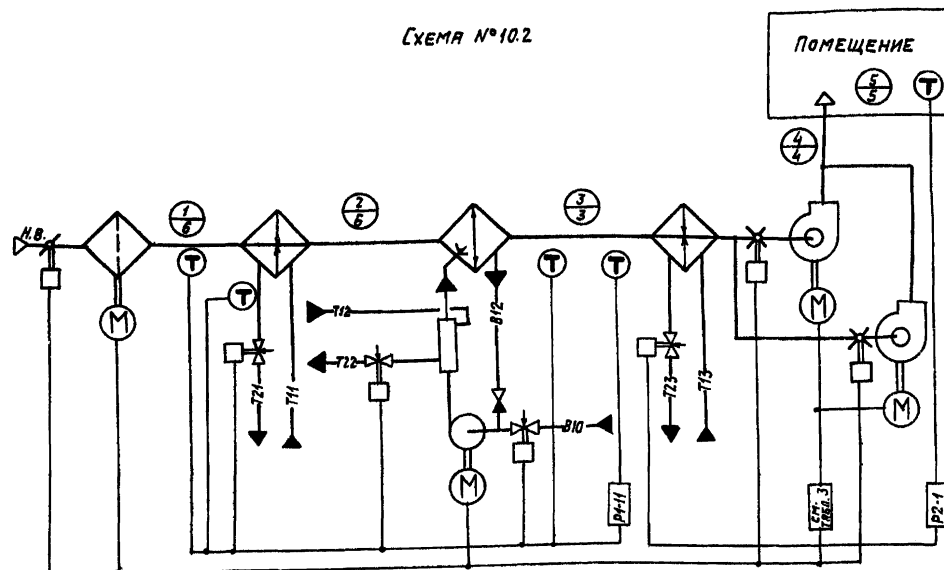 Схема №10.2
Помещение
5
5
Т
4
4
Н.В.
1
6
2
6
3
3
Т
Т
Т
Т
М
М
М
М
Т12
Т22
В12
В10
Т21
Т11
Т23
Т13
Р1-11
см. табл. 3
Р2-1